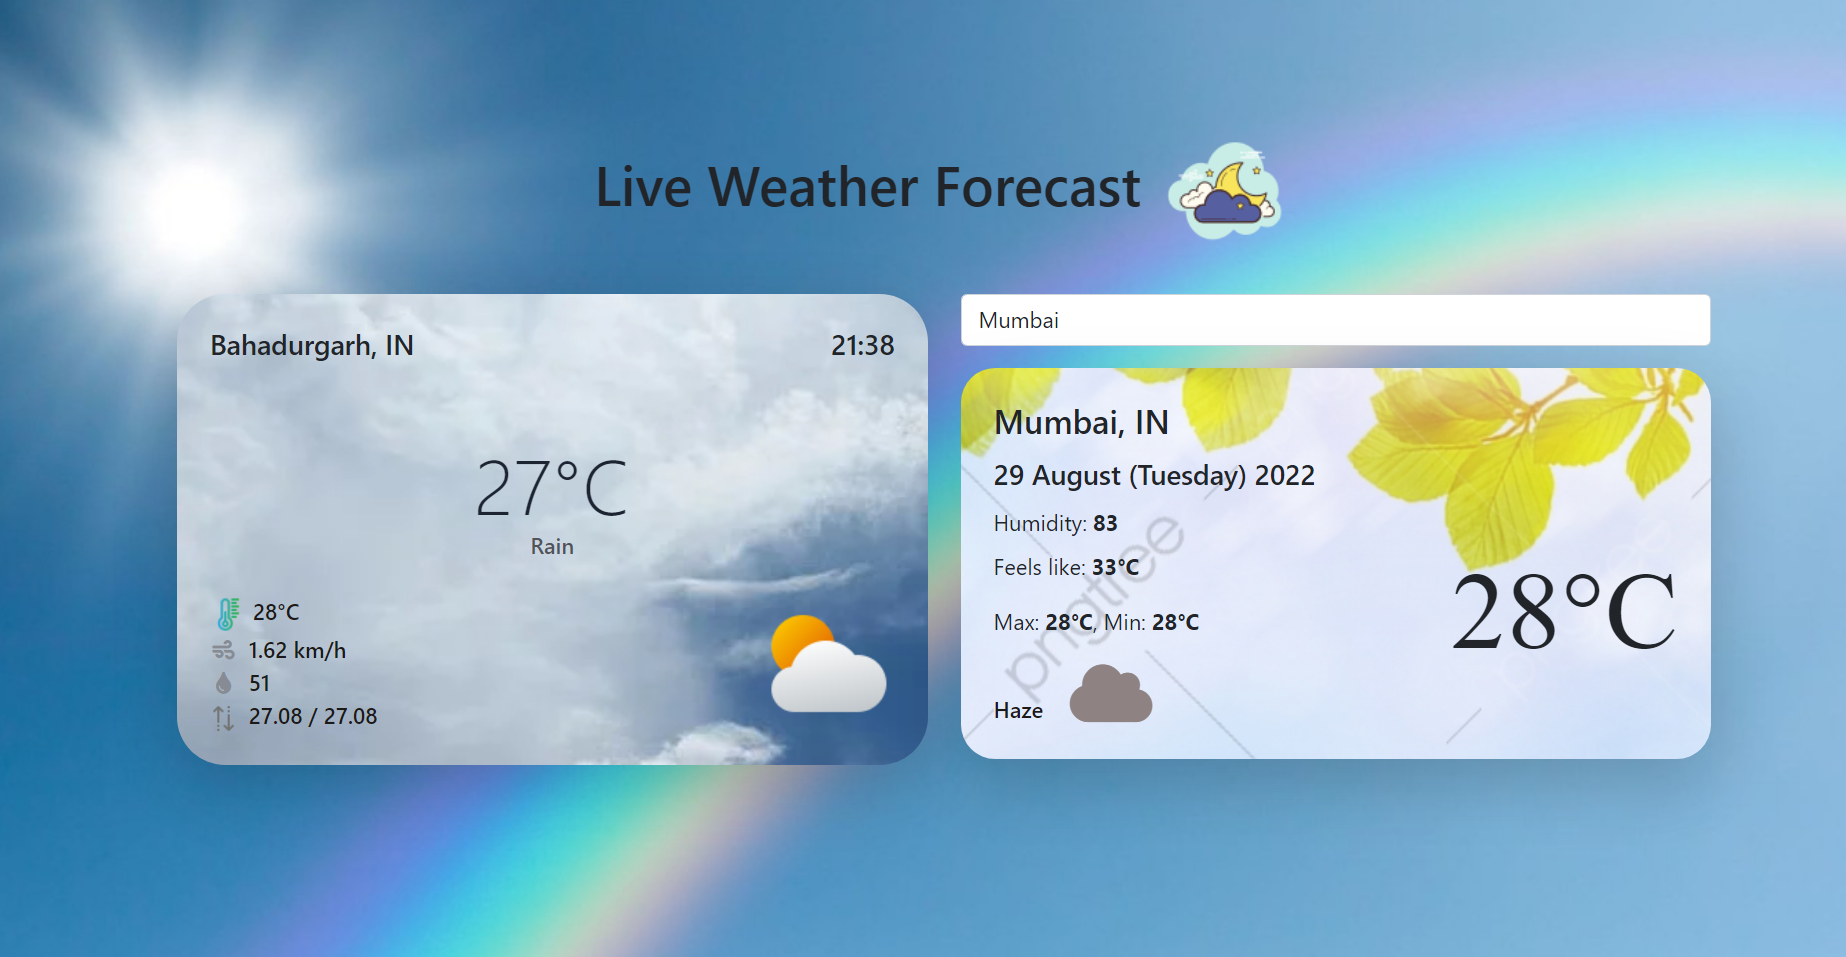 Live Weather Forecast
Bahadurgarh, IN
21:38
27°C
Rain
28°C
1.62 km/h
51
27.08 / 27.08
Mumbai
Mumbai, IN
29 August (Tuesday) 2022
Humidity: 83
Feels like: 33°C
Max: 28°C, Min: 28°C
28°C
Haze
pngtree